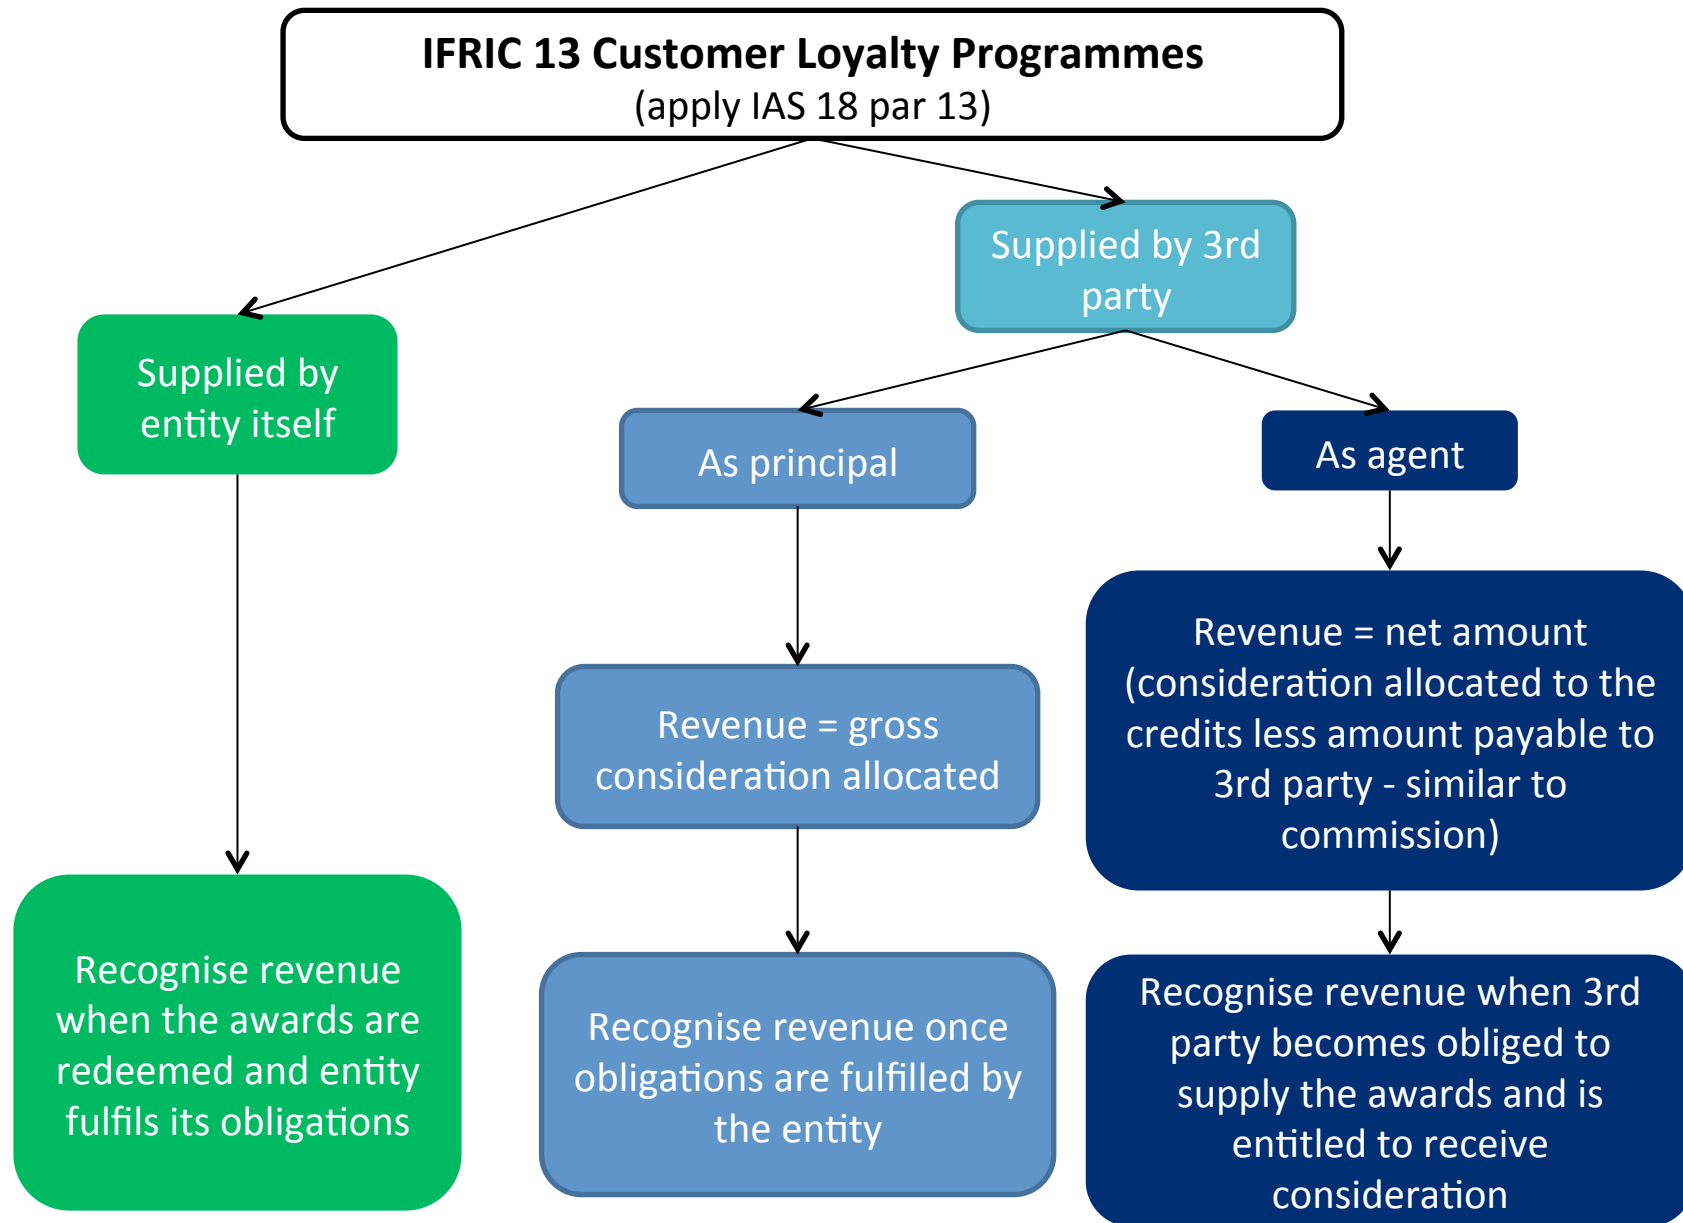 IFRIC 13 Customer Loyalty Programmes
(apply IAS 18 par 13)
Supplied by 3rd
party
Supplied by
entity itself
As principal
As agent
Revenue = gross
consideration allocated
Revenue = net amount
(consideration allocated to the
credits less amount payable to
3rd party - similar to
commission)
Recognise revenue
when the awards are
redeemed and entity
fulfils its obligations
Recognise revenue once
obligations are fulfilled by
the entity
Recognise revenue when 3rd
party becomes obliged to
supply the awards and is
entitled to receive
consideration